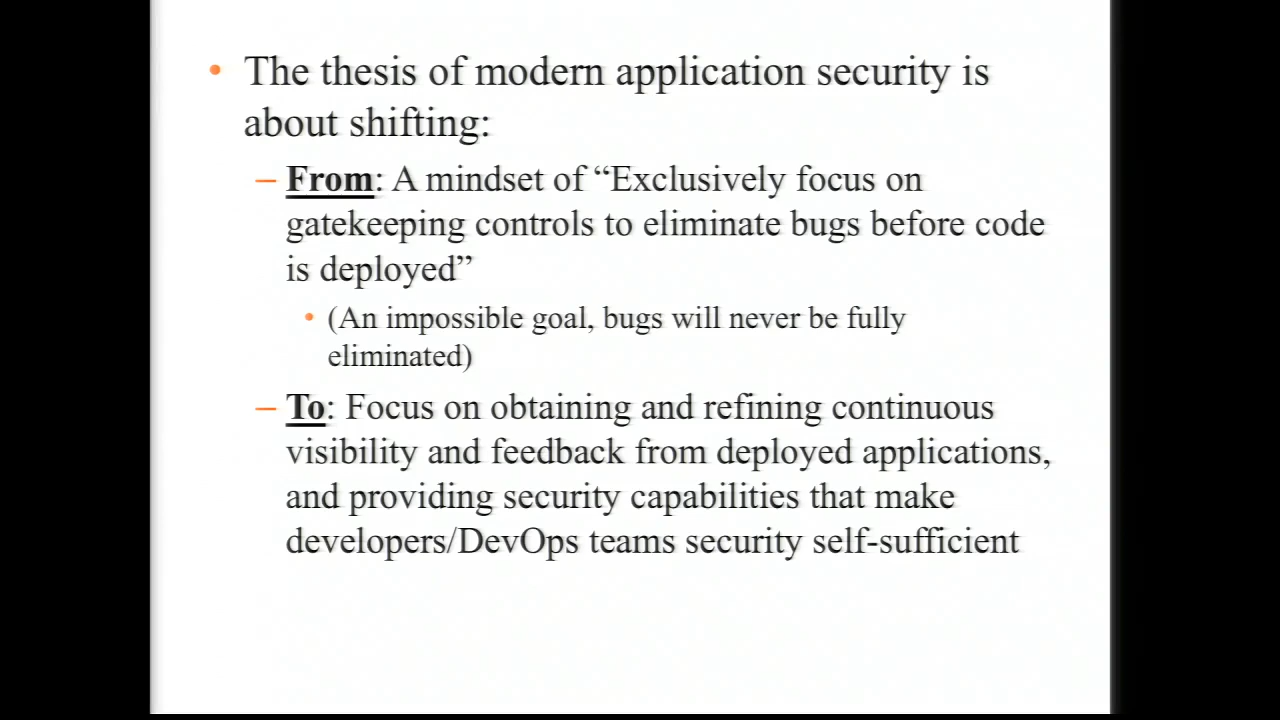 • The thesis of modern application security is
about shifting:
– From: A mindset of “Exclusively focus on
gatekeeping controls to eliminate bugs before code
is deployed”
• (An impossible goal, bugs will never be fully
eliminated)
– To: Focus on obtaining and refining continuous
visibility and feedback from deployed applications,
and providing security capabilities that make
developers/DevOps teams security self-sufficient